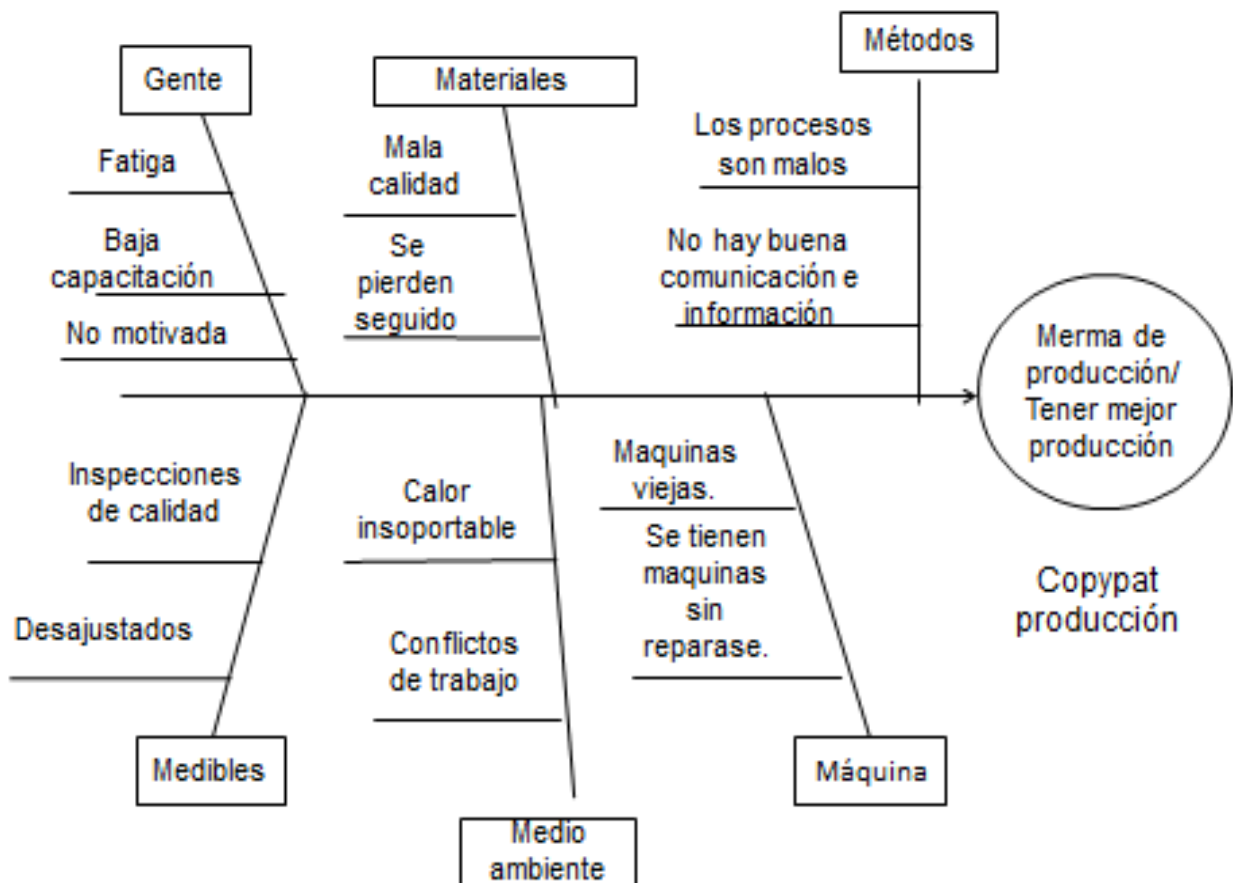 Métodos
Gente
Materiales
Fatiga
Baja
capacitación
No motivada
Mala
calidad
Se
pierden
seguido
Los procesos
son malos
No hay buena
comunicación e
información
Merma de
producción/
Tener mejor
producción
Inspecciones
de calidad
Desajustados
Calor
insoportable
Conflictos
de trabajo
Maquinas
viejas.
Se tienen
maquinas
sin
reparase.
Copypat
producción
Medibles
Medio
ambiente
Máquina